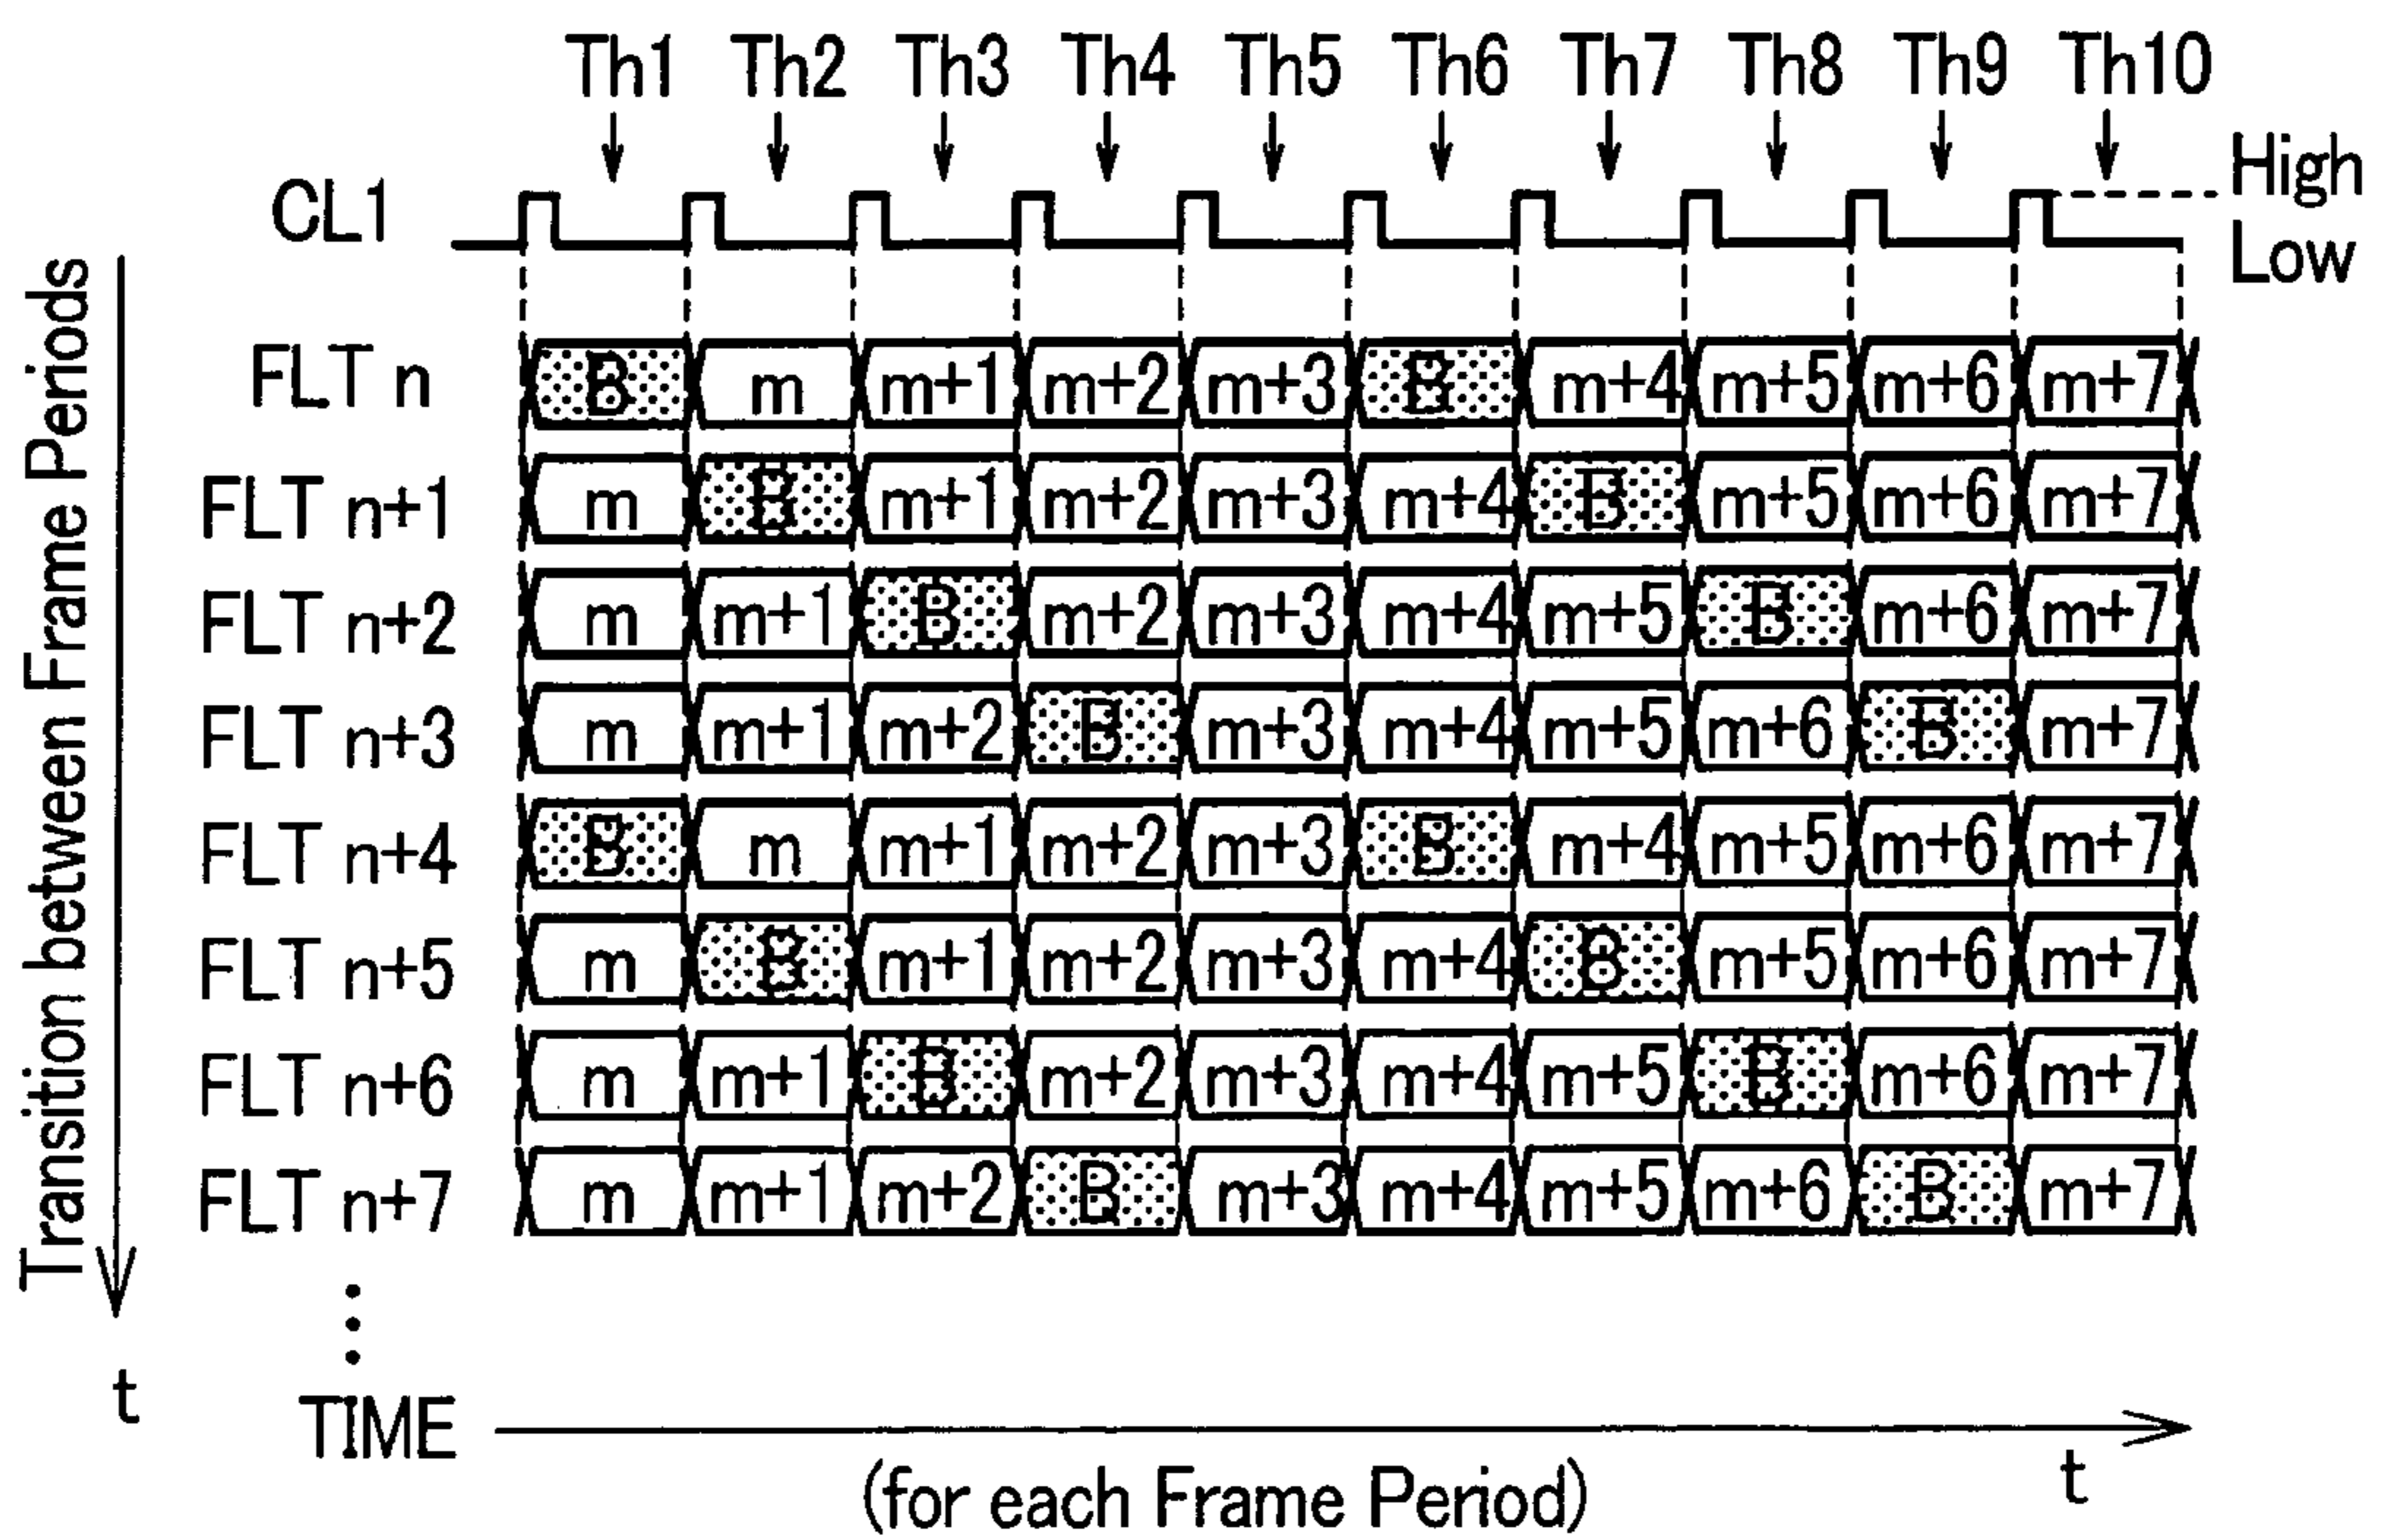 Th1 Th2 Th3 Th4 Th5 Th6 Th7 Th8 Th9 Th10
CL1
High
Low
Transition between Frame Periods
FLT n B m m+1 m+2 m+3 B m+4 m+5 m+6 m+7
FLT n+1 m B m+1 m+2 m+3 m+4 B m+5 m+6 m+7
FLT n+2 m m+1 B m+2 m+3 m+4 m+5 B m+6 m+7
FLT n+3 m m+1 m+2 B m+3 m+4 m+5 m+6 B m+7
FLT n+4 B m m+1 m+2 m+3 B m+4 m+5 m+6 m+7
FLT n+5 m B m+1 m+2 m+3 m+4 B m+5 m+6 m+7
FLT n+6 m m+1 B m+2 m+3 m+4 m+5 B m+6 m+7
FLT n+7 m m+1 m+2 B m+3 m+4 m+5 m+6 B m+7
t
TIME
t
(for each Frame Period)